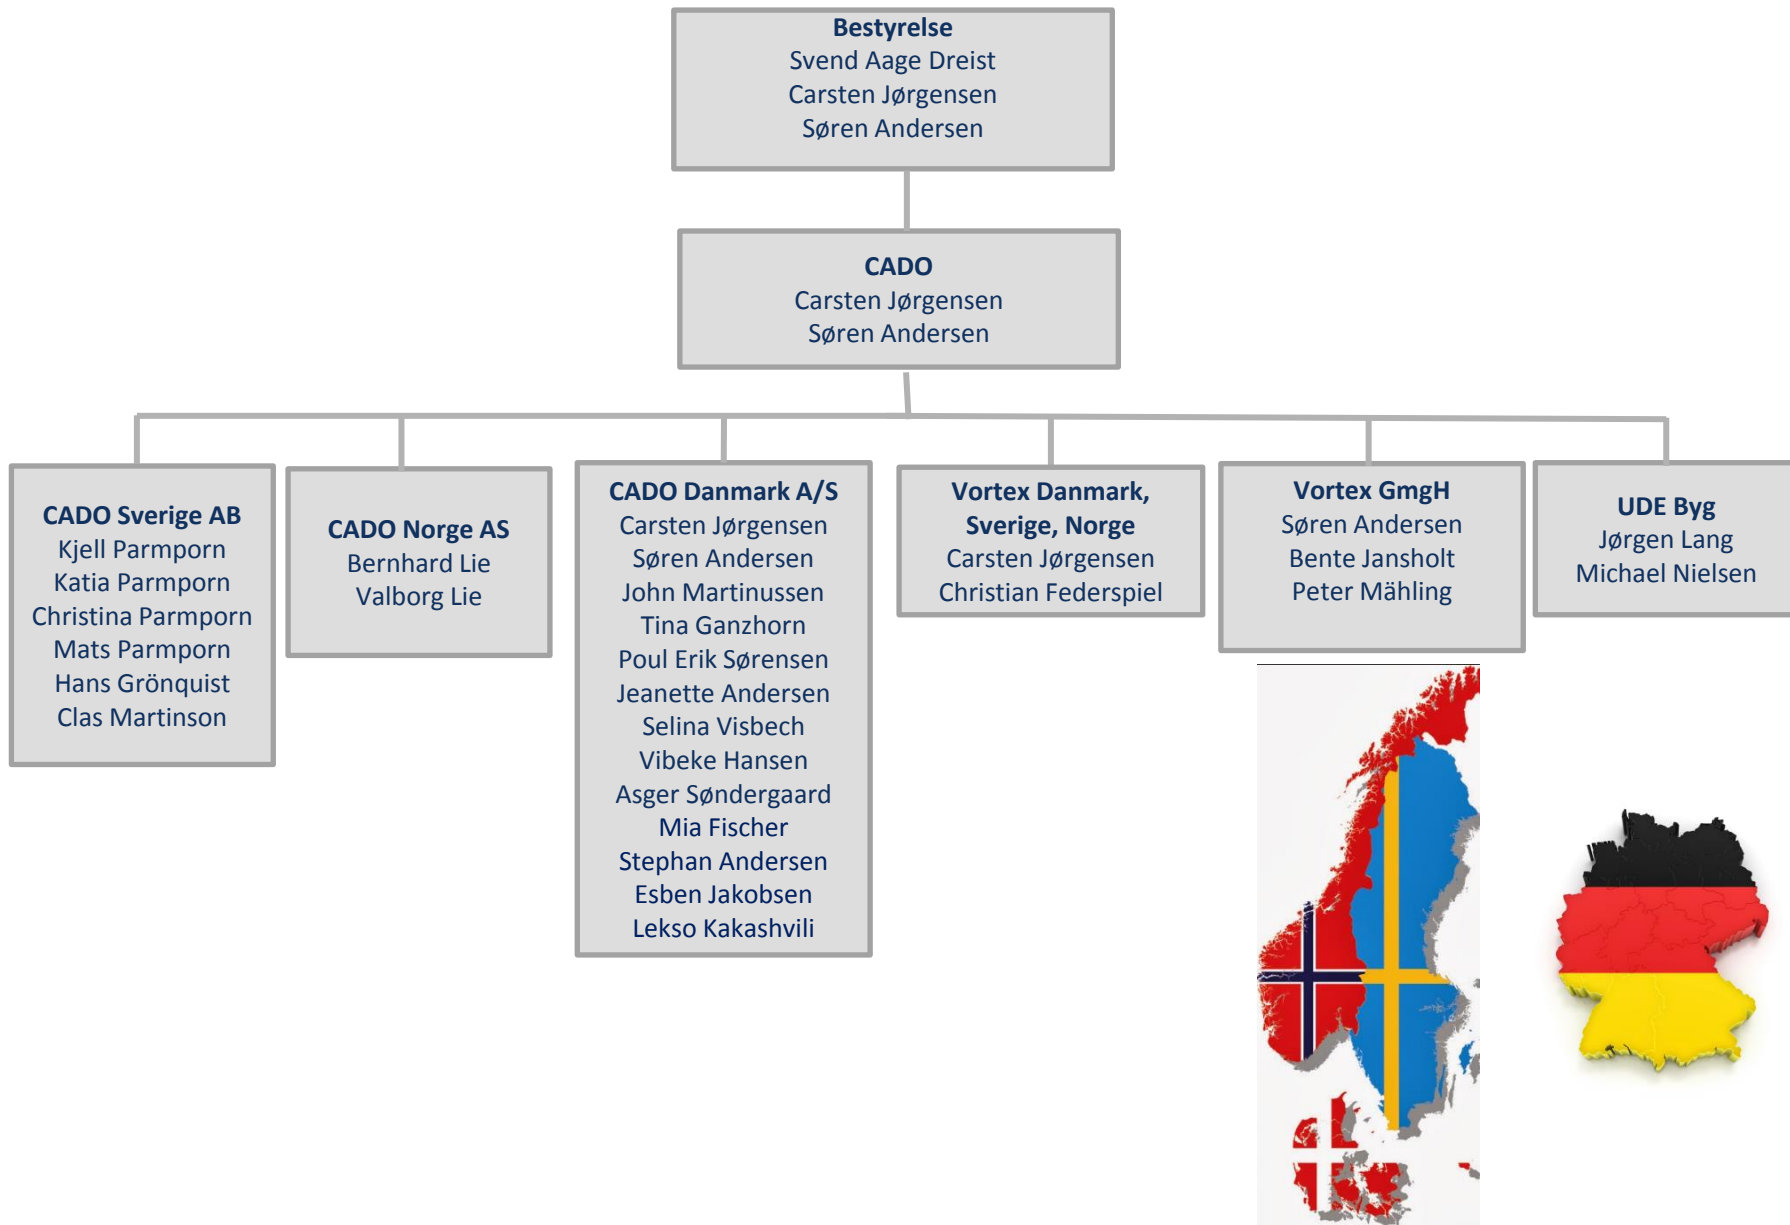 Bestyrelse
Svend Aage Dreist
Carsten Jørgensen
Søren Andersen
CADO
Carsten Jørgensen
Søren Andersen
CADO Sverige AB
Kjell Parmporn
Katia Parmporn
Christina Parmporn
Mats Parmporn
Hans Grönquist
Clas Martinson
CADO Norge AS
Bernhard Lie
Valborg Lie
CADO Danmark A/S
Carsten Jørgensen
Søren Andersen
John Martinussen
Tina Ganzhorn
Poul Erik Sørensen
Jeanette Andersen
Selina Visbech
Vibeke Hansen
Asger Søndergaard
Mia Fischer
Stephan Andersen
Esben Jakobsen
Lekso Kakashvili
Vortex Danmark,
Sverige, Norge
Carsten Jørgensen
Christian Federspiel
Vortex GmgH
Søren Andersen
Bente Jansholt
Peter Mähling
UDE Byg
Jørgen Lang
Michael Nielsen